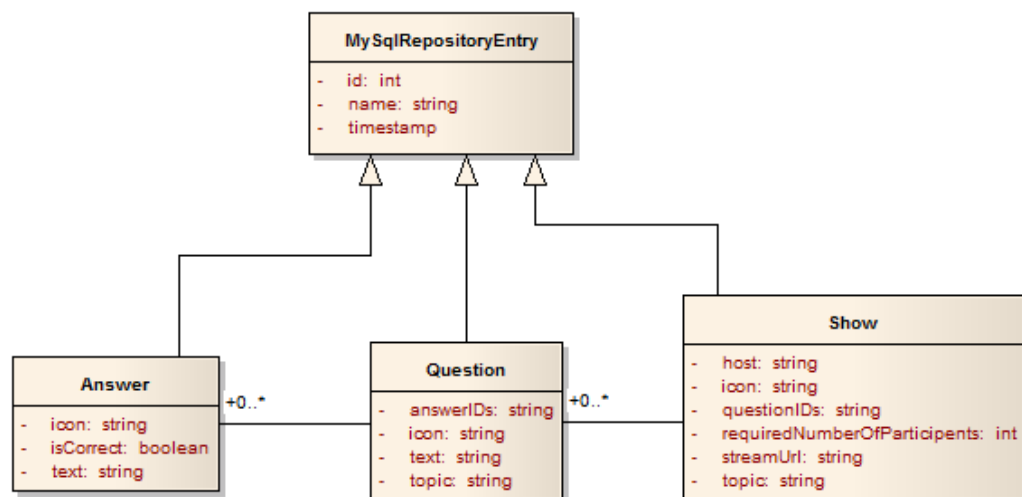 MySqlRepositoryEntry
- id: int
- name: string
- timestamp
Answer
- icon: string
- isCorrect: boolean
- text: string
+0..*
Question
- answerIDs: string
- icon: string
- text: string
- topic: string
+0..*
Show
- host: string
- icon: string
- questionIDs: string
- requiredNumberOfParticipents: int
- streamUrl: string
- topic: string